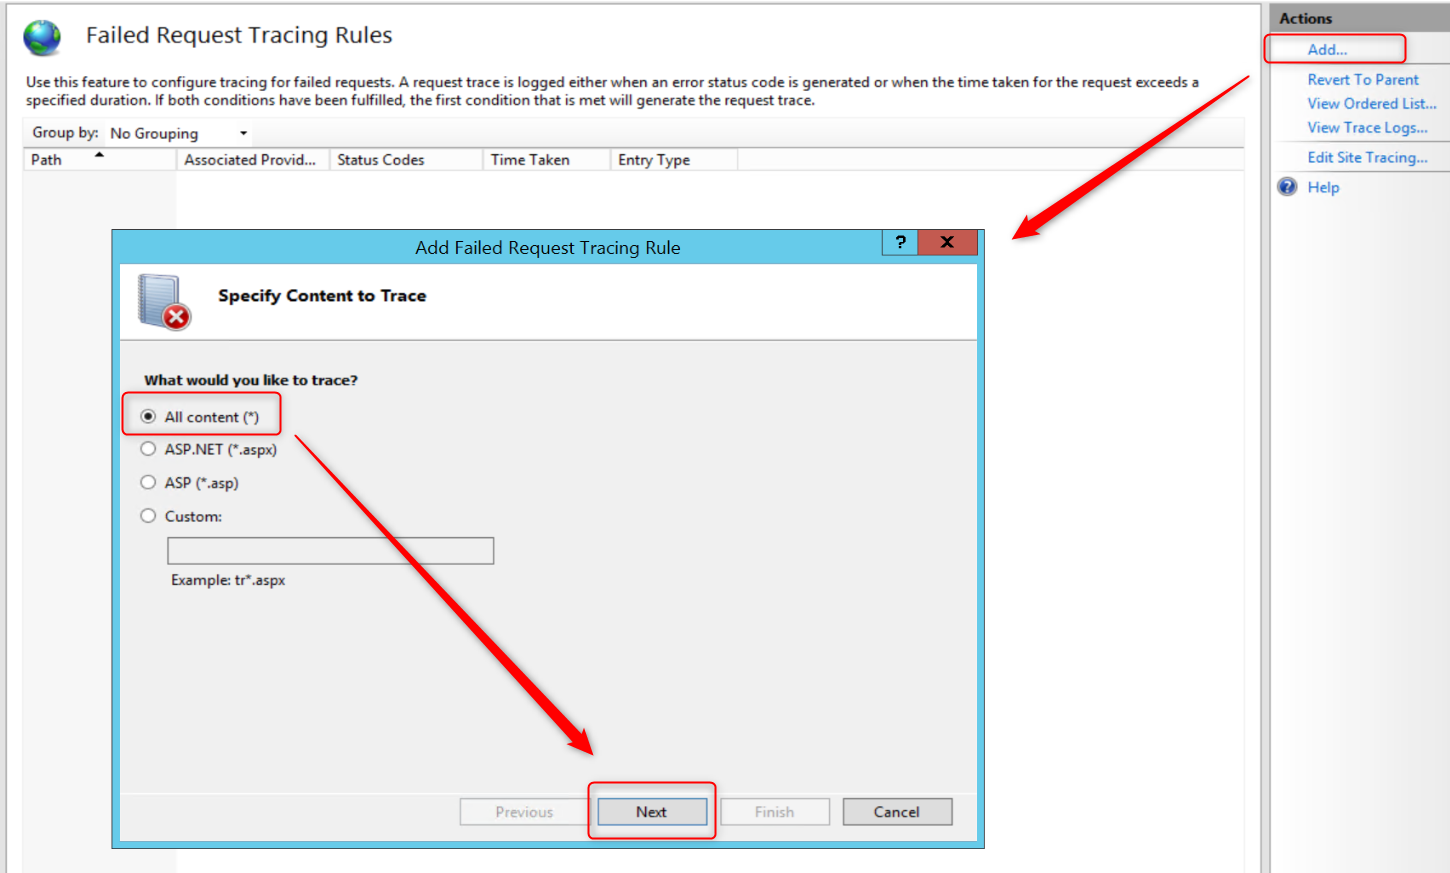 Failed Request Tracing Rules
Use this feature to configure tracing for failed requests. A request trace is logged either when an error status code is generated or when the time taken for the request exceeds a
specified duration. If both conditions have been fulfilled, the first condition that is met will generate the request trace.
Group by: No Grouping
Path Associated Provid... Status Codes Time Taken Entry Type
Add Failed Request Tracing Rule
? X
Specify Content to Trace
What would you like to trace?
All content (*)
ASP.NET (*.aspx)
ASP (*.asp)
Custom:
Example: tr*.aspx
Previous Next Finish Cancel
Actions
Add...
Revert To Parent
View Ordered List...
View Trace Logs...
Edit Site Tracing...
? Help